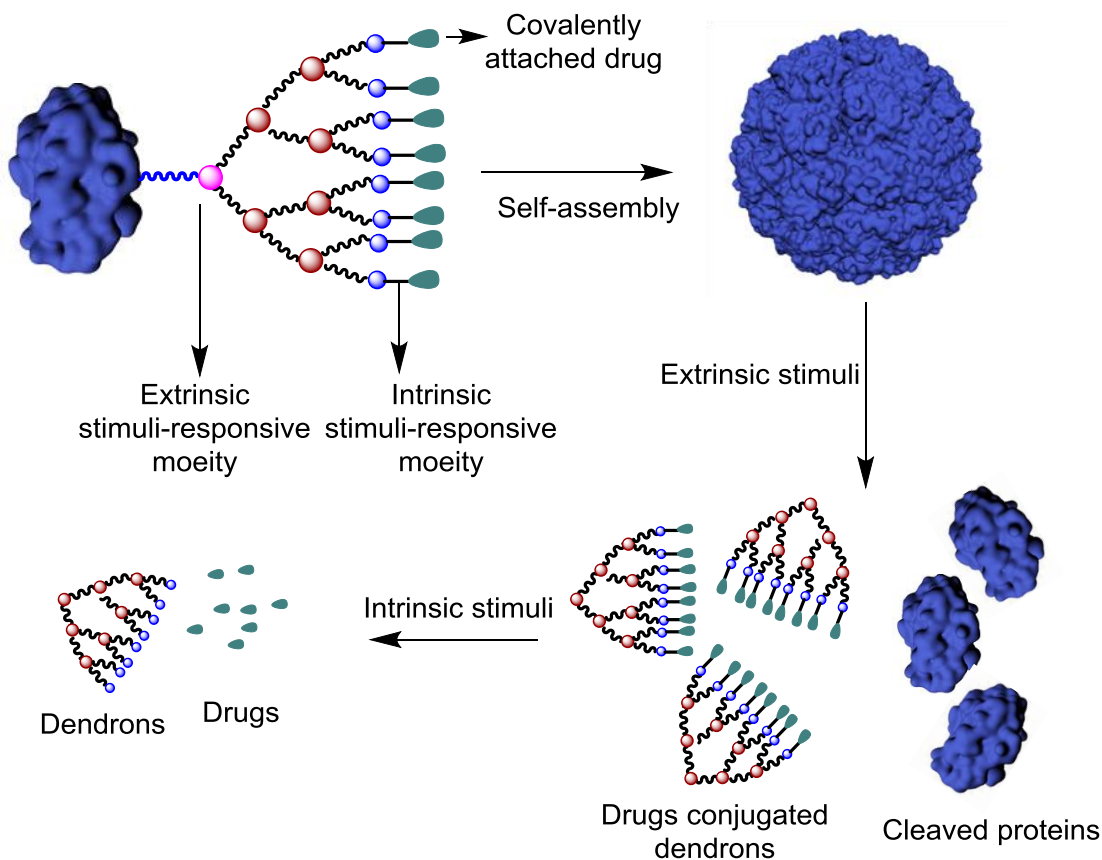 Covalently
attached drug
Self-assembly
Extrinsic
stimuli-responsive
moeity
Intrinsic
stimuli-responsive
moeity
Extrinsic stimuli
Intrinsic stimuli
Dendrons
Drugs
Drugs conjugated
dendrons
Cleaved proteins